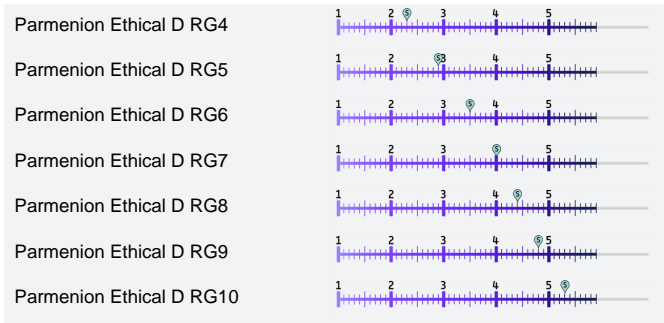 Parmenion Ethical D RG4 1 2 S 3 4 5
Parmenion Ethical D RG5 1 2 S 3 4 5
Parmenion Ethical D RG6 1 2 3 S 4 5
Parmenion Ethical D RG7 1 2 3 S 5
Parmenion Ethical D RG8 1 2 3 4 S 5
Parmenion Ethical D RG9 1 2 3 4 S 5
Parmenion Ethical D RG10 1 2 3 4 5 S